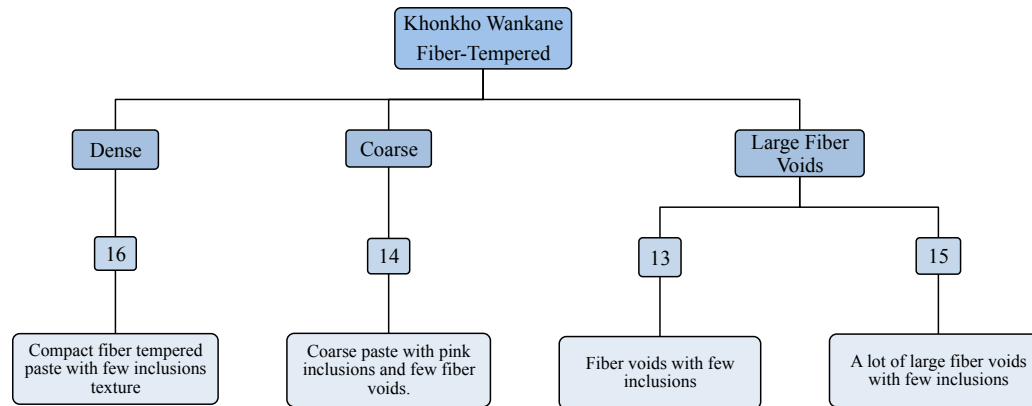 Khonkho Wankane
Fiber-Tempered
Dense
Coarse
Large Fiber
Voids
16
14
13
15
Compact fiber tempered
paste with few inclusions
texture
Coarse paste with pink
inclusions and few fiber
voids.
Fiber voids with few
inclusions
A lot of large fiber voids
with few inclusions